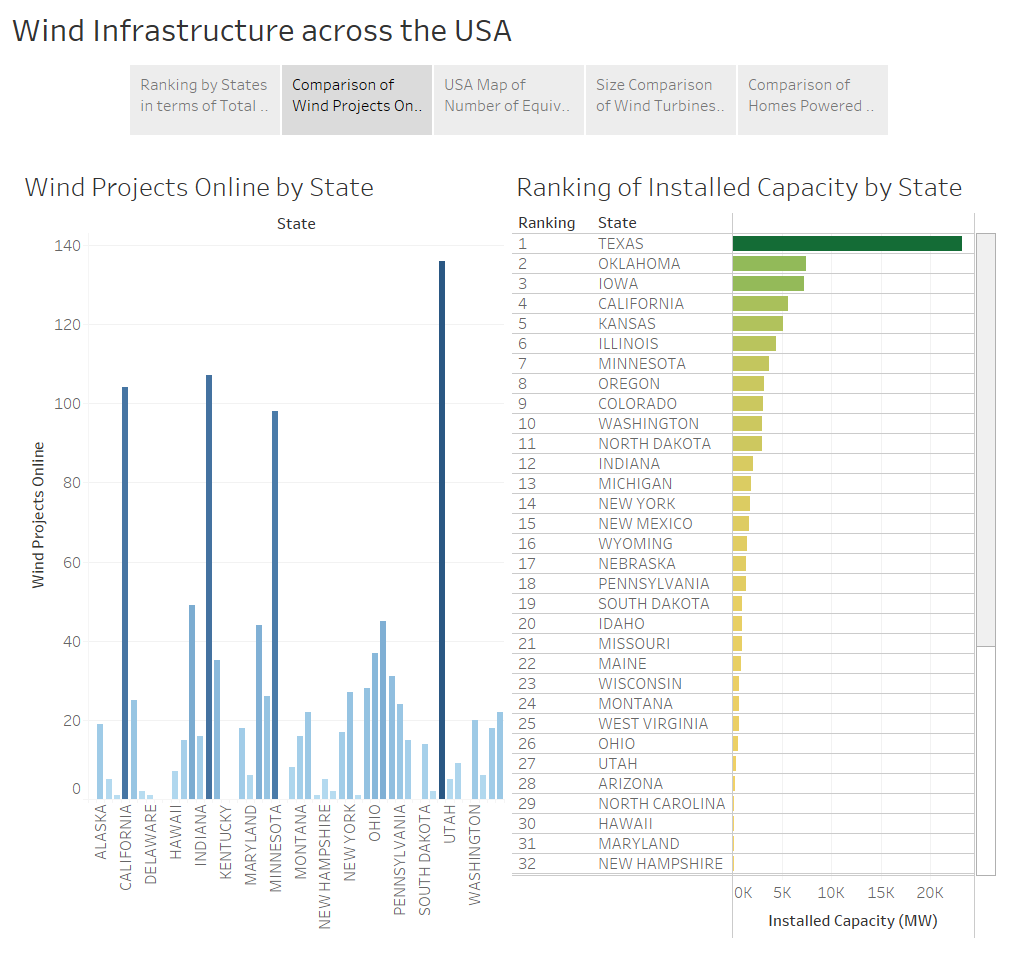 Wind Infrastructure across the USA
Ranking by States
in terms of Total ..
Comparison of
Wind Projects On..
USA Map of
Number of Equiv..
Size Comparison
of Wind Turbines..
Comparison of
Homes Powered ..
Wind Projects Online by State
State
140
120
100
80
60
40
20
0
Wind Projects Online
ALASKA
CALIFORNIA
DELAWARE
HAWAII
INDIANA
KENTUCKY
MARYLAND
MINNESOTA
MONTANA
NEW HAMPSHIRE
NEW YORK
OHIO
PENNSYLVANIA
SOUTH DAKOTA
UTAH
WASHINGTON
Ranking of Installed Capacity by State
Ranking State
1 TEXAS
2 OKLAHOMA
3 IOWA
4 CALIFORNIA
5 KANSAS
6 ILLINOIS
7 MINNESOTA
8 OREGON
9 COLORADO
10 WASHINGTON
11 NORTH DAKOTA
12 INDIANA
13 MICHIGAN
14 NEW YORK
15 NEW MEXICO
16 WYOMING
17 NEBRASKA
18 PENNSYLVANIA
19 SOUTH DAKOTA
20 IDAHO
21 MISSOURI
22 MAINE
23 WISCONSIN
24 MONTANA
25 WEST VIRGINIA
26 OHIO
27 UTAH
28 ARIZONA
29 NORTH CAROLINA
30 HAWAII
31 MARYLAND
32 NEW HAMPSHIRE
0K 5K 10K 15K 20K
Installed Capacity (MW)